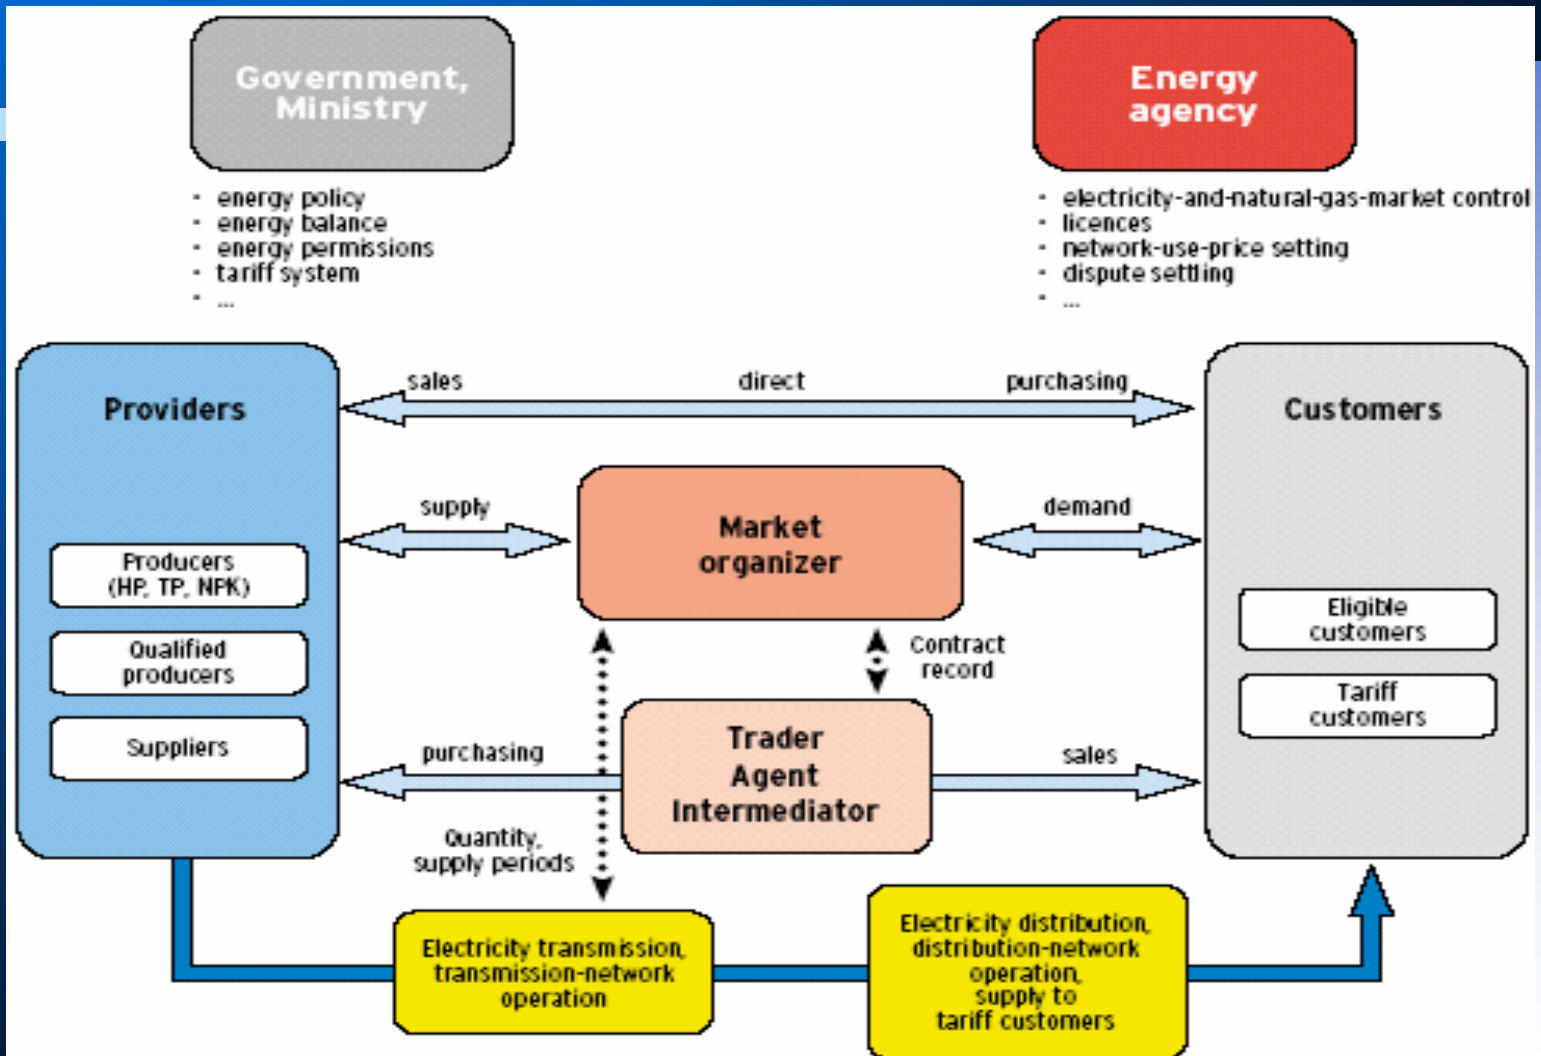 Government,
Ministry
- energy policy
- energy balance
- energy permissions
- tariff system
- ...
Energy
agency
- electricity-and-natural-gas-market control
- licences
- network-use-price setting
- dispute settling
- ...
Providers
Producers
(HP, TP, NPK)
Qualified
producers
Suppliers
sales
direct
purchasing
supply
Market
organizer
demand
Contract
record
purchasing
Trader
Agent
Intermediator
sales
Quantity,
supply periods
Customers
Eligible
customers
Tariff
customers
Electricity transmission,
transmission-network
operation
Electricity distribution,
distribution-network
operation,
supply to
tariff customers